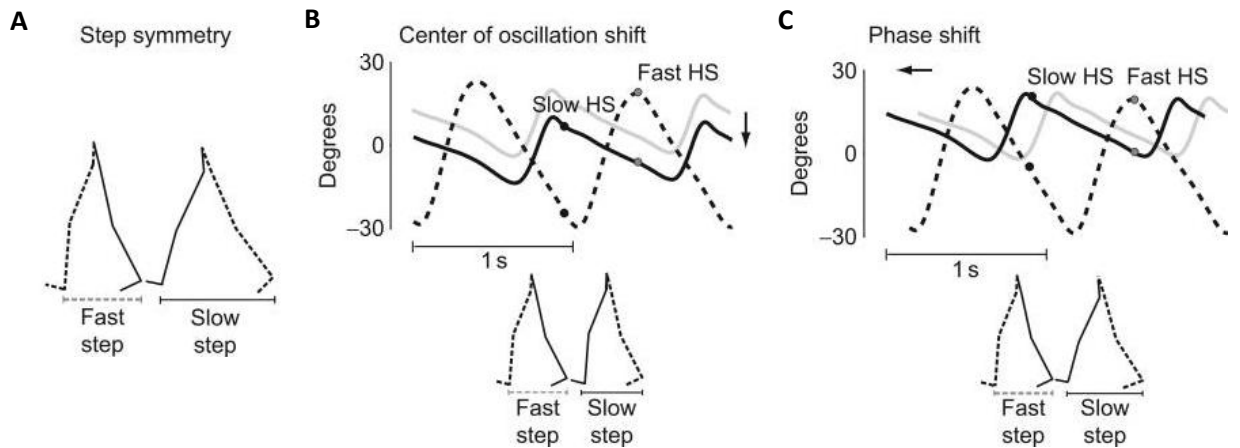 A
Step symmetry
Fast
step
Slow
step
B
Center of oscillation shift
30
0
–30
Degrees
Slow HS
Fast HS
1 s
Fast
step
Slow
step
C
Phase shift
30
0
–30
Degrees
Slow HS
Fast HS
1 s
Fast
step
Slow
step